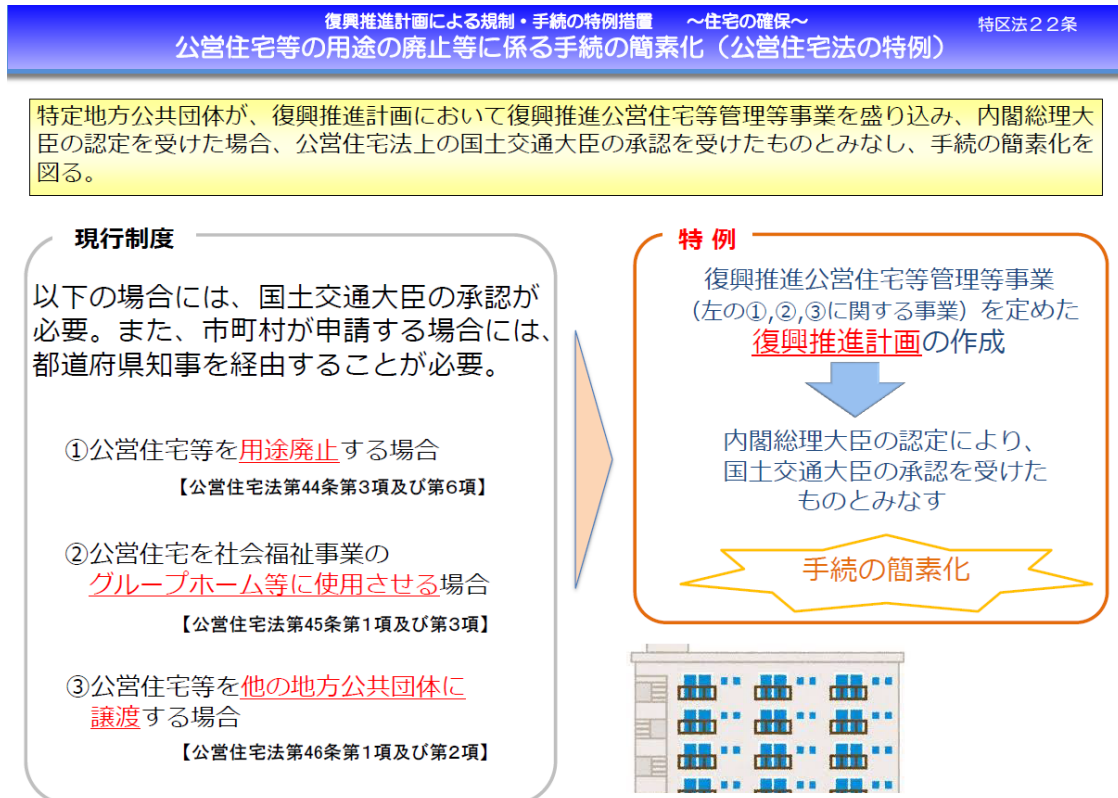 復興推進計画による規制・手続の特例措置　～住宅の確保～
特区法２２条
公営住宅等の用途の廃止等に係る手続の簡素化（公営住宅法の特例）
特定地方公共団体が、復興推進計画において復興推進公営住宅等管理等事業を盛り込み、内閣総理大
臣の認定を受けた場合、公営住宅法上の国土交通大臣の承認を受けたものとみなし、手続の簡素化を
図る。
現行制度
以下の場合には、国土交通大臣の承認が
必要。また、市町村が申請する場合には、
都道府県知事を経由することが必要。
①公営住宅等を用途廃止する場合
【公営住宅法第44条第3項及び第6項】
②公営住宅を社会福祉事業の
グループホーム等に使用させる場合
【公営住宅法第45条第1項及び第3項】
③公営住宅等を他の地方公共団体に
譲渡する場合
【公営住宅法第46条第1項及び第2項】
特 例
復興推進公営住宅等管理等事業
（左の①,②,③に関する事業）を定めた
復興推進計画の作成
内閣総理大臣の認定により、
国土交通大臣の承認を受けた
ものとみなす
手続の簡素化